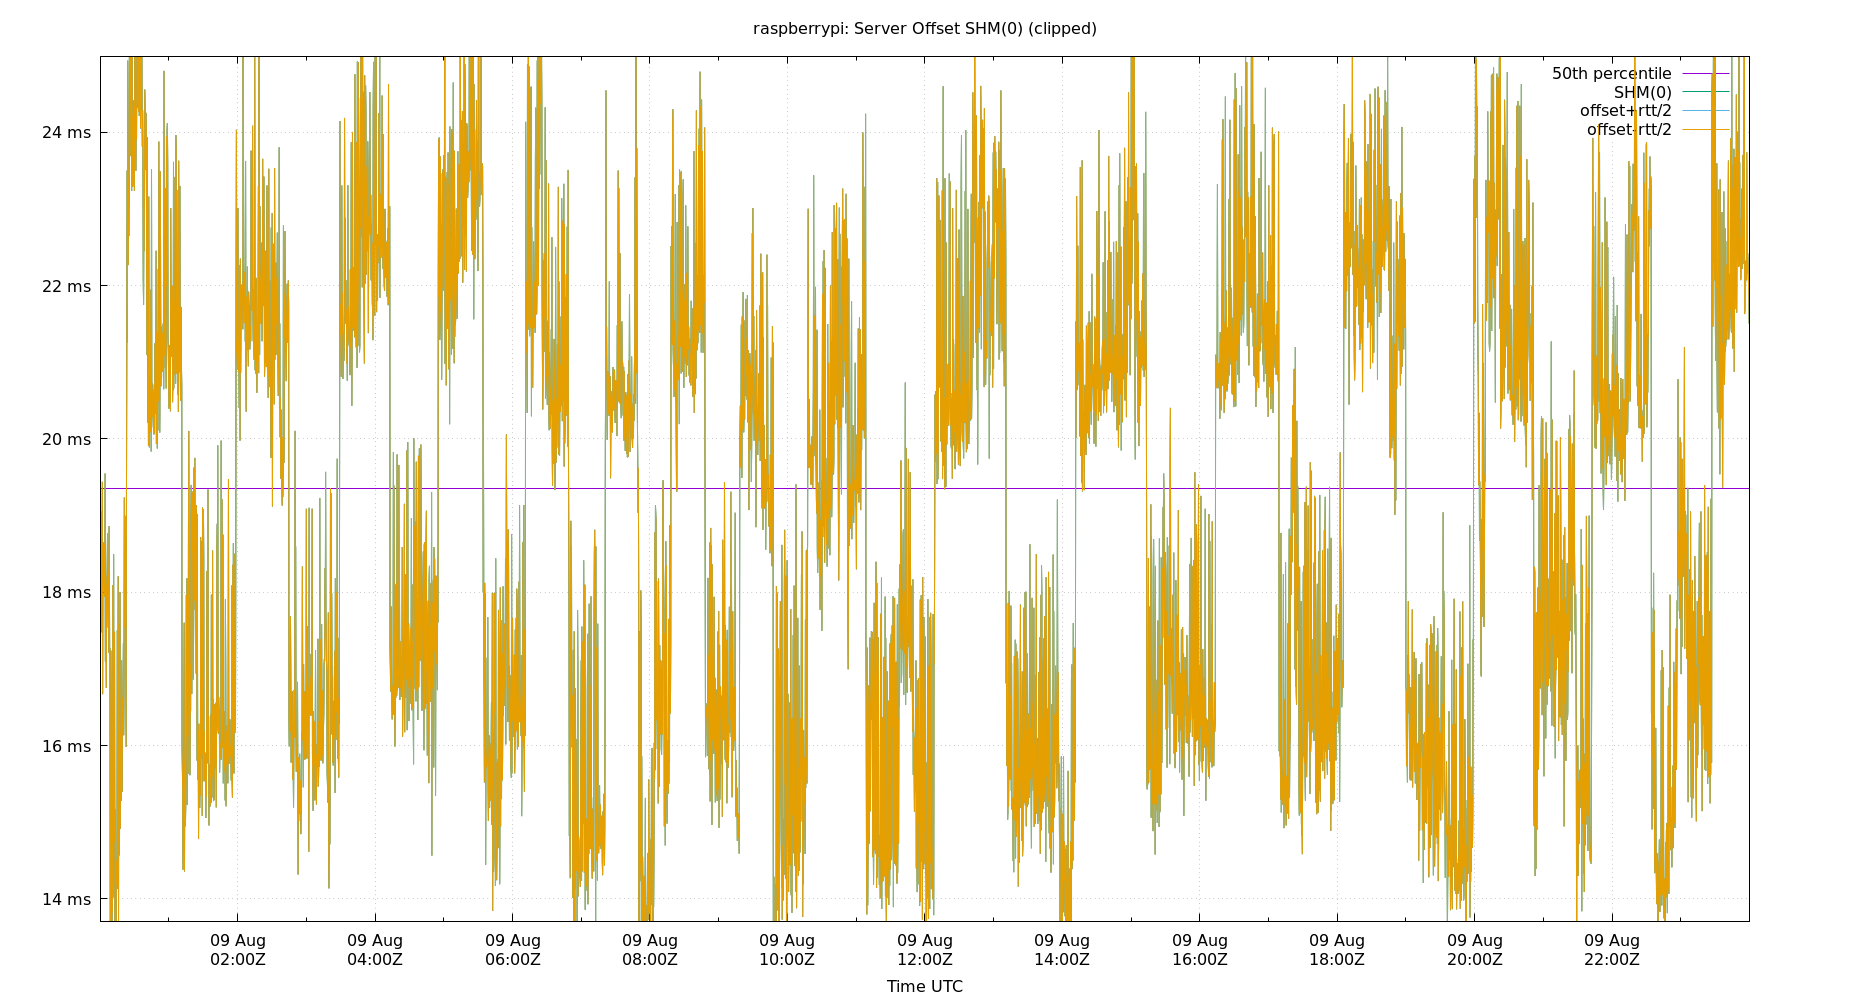 raspberrypi: Server Offset SHM(0) (clipped)
50th percentile
SHM(0)
offset+rtt/2
offset-rtt/2
24 ms
22 ms
20 ms
18 ms
16 ms
14 ms
09 Aug 09 Aug 09 Aug 09 Aug 09 Aug 09 Aug 09 Aug 09 Aug 09 Aug 09 Aug 09 Aug
02:00Z 04:00Z 06:00Z 08:00Z 10:00Z 12:00Z 14:00Z 16:00Z 18:00Z 20:00Z 22:00Z
Time UTC